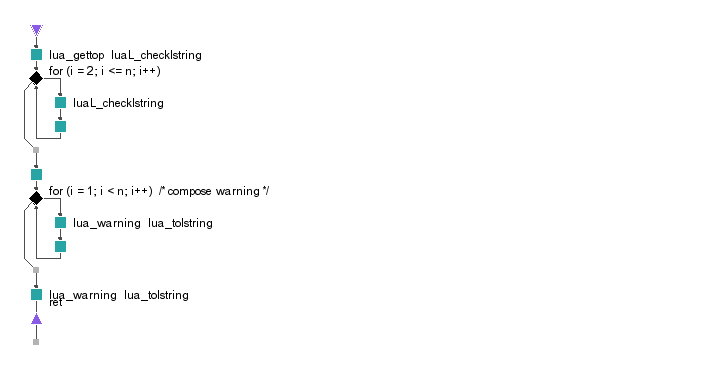 lua_gettop luaL_checklstring
for (i = 2; i <= n; i++)
luaL_checklstring
for (i = 1; i < n; i++) /* compose warning */
lua_warning lua_tolstring
lua_warning lua_tolstring
ret